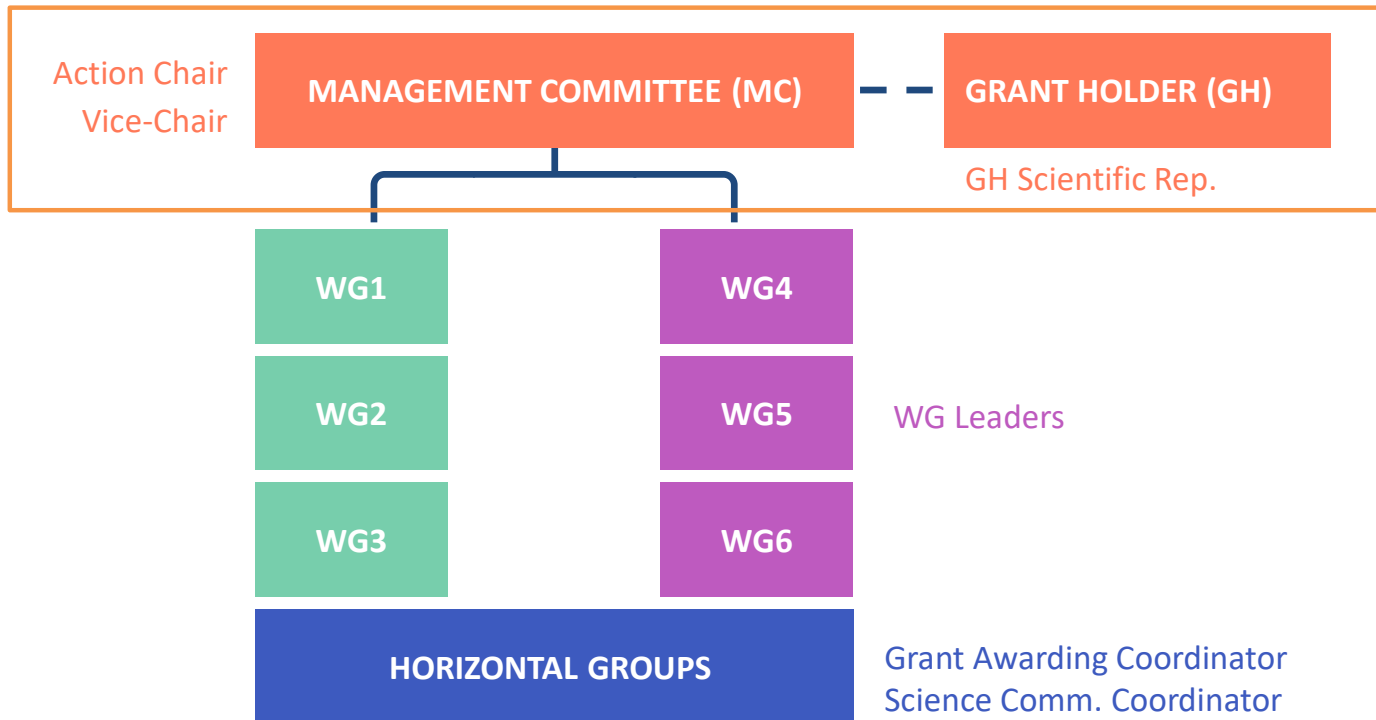 Action Chair
Vice-Chair
MANAGEMENT COMMITTEE (MC)
GRANT HOLDER (GH)
GH Scientific Rep.
WG1
WG4
WG2
WG5
WG Leaders
WG3
WG6
HORIZONTAL GROUPS
Grant Awarding Coordinator
Science Comm. Coordinator